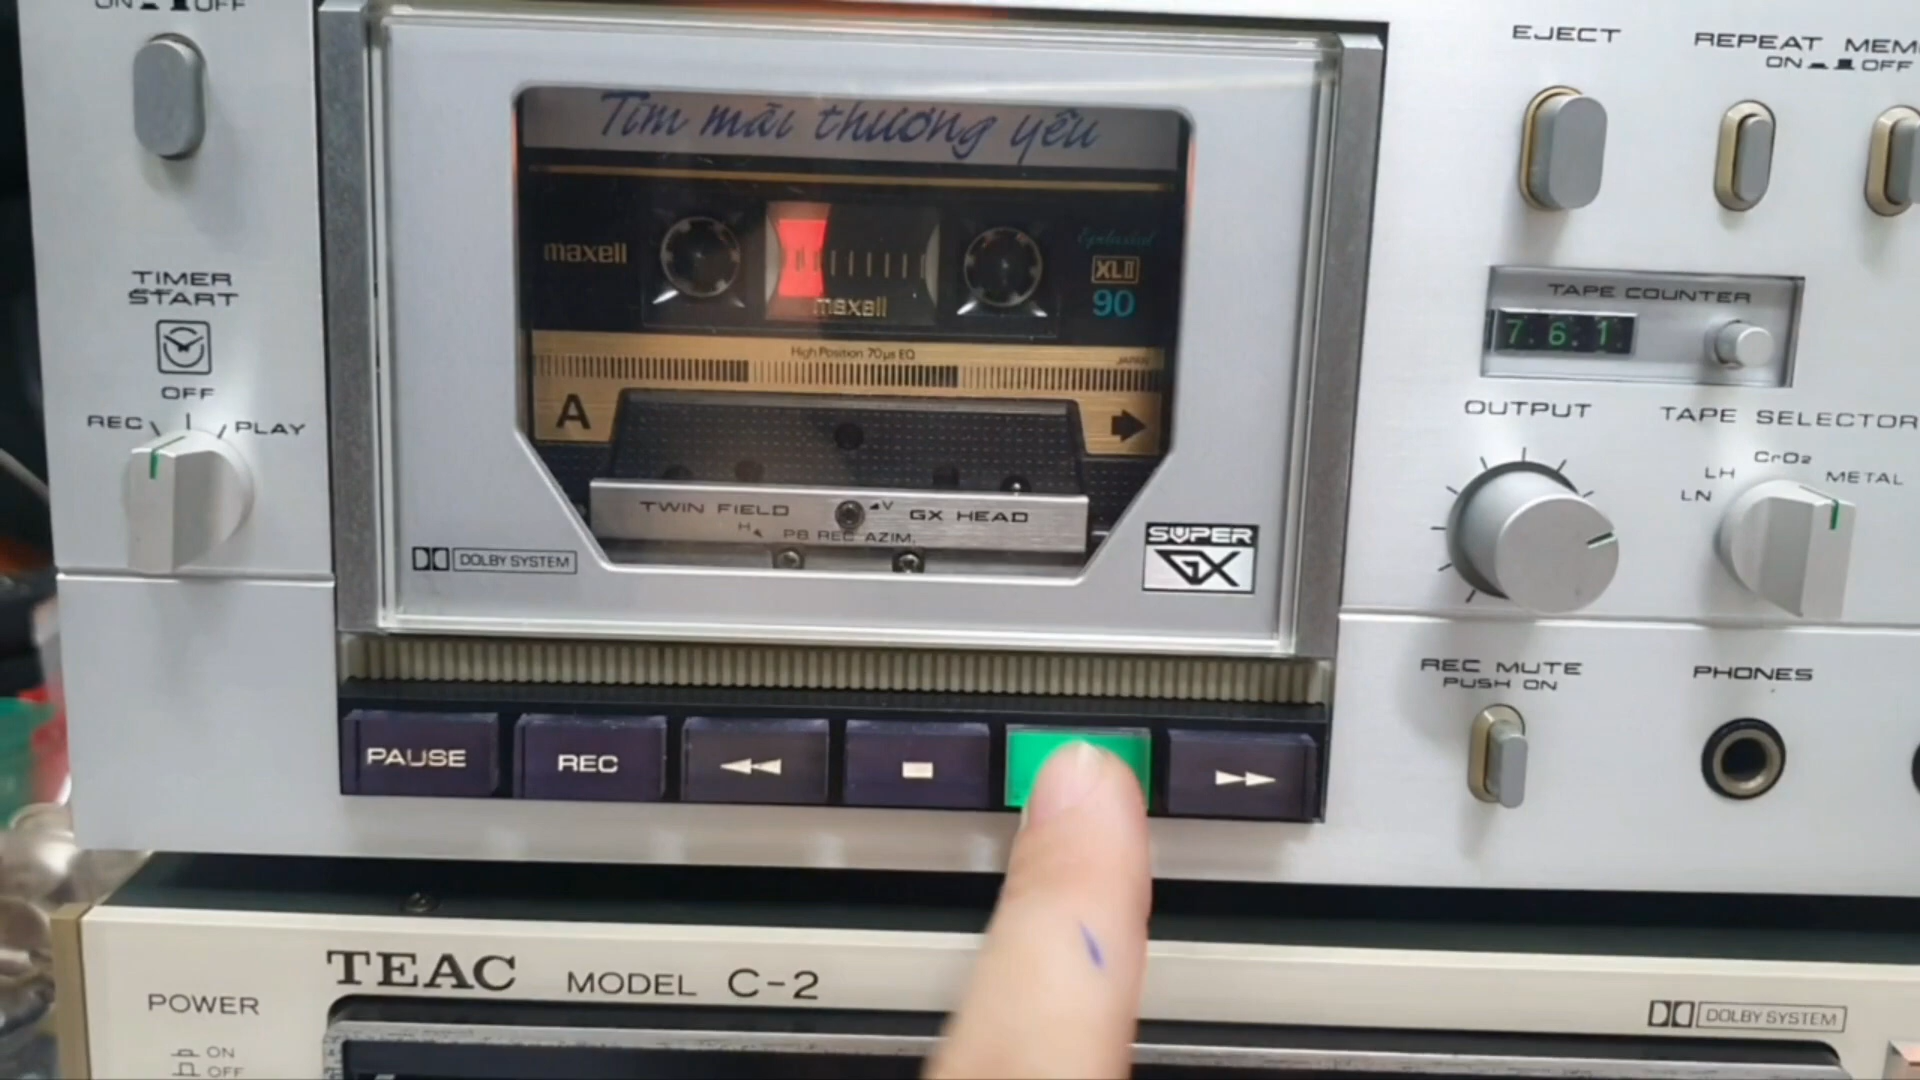 ON OFF
EJECT
REPEAT MEM
ON OFF
Tìm mãi thương yêu
maxell
Epitaxial
XLII
90
maxell
TIMER
START
OFF
REC PLAY
TAPE COUNTER
7.6.1.
High Position 70µs EQ
JAPAN
A
OUTPUT
TAPE SELECTOR
LN LH CrO2 METAL
TWIN FIELD V GX HEAD
H PB REC AZIM.
DOLBY SYSTEM
SUPER
GX
REC MUTE
PUSH ON
PHONES
PAUSE REC
TEAC MODEL C-2
POWER
ON
OFF
DOLBY SYSTEM